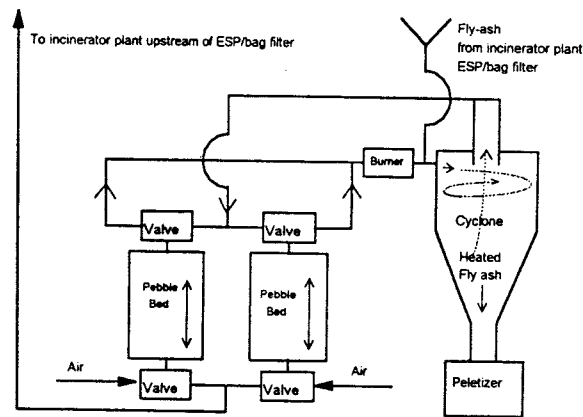 To incinerator plant upstream of ESP/bag filter
Fly-ash
from incinerator plant
ESP/bag filter
Burner
Valve
Valve
Cyclone
Pebble
Bed
Pebble
Bed
Heated
Fly ash
Air
Air
Valve
Valve
Peletizer